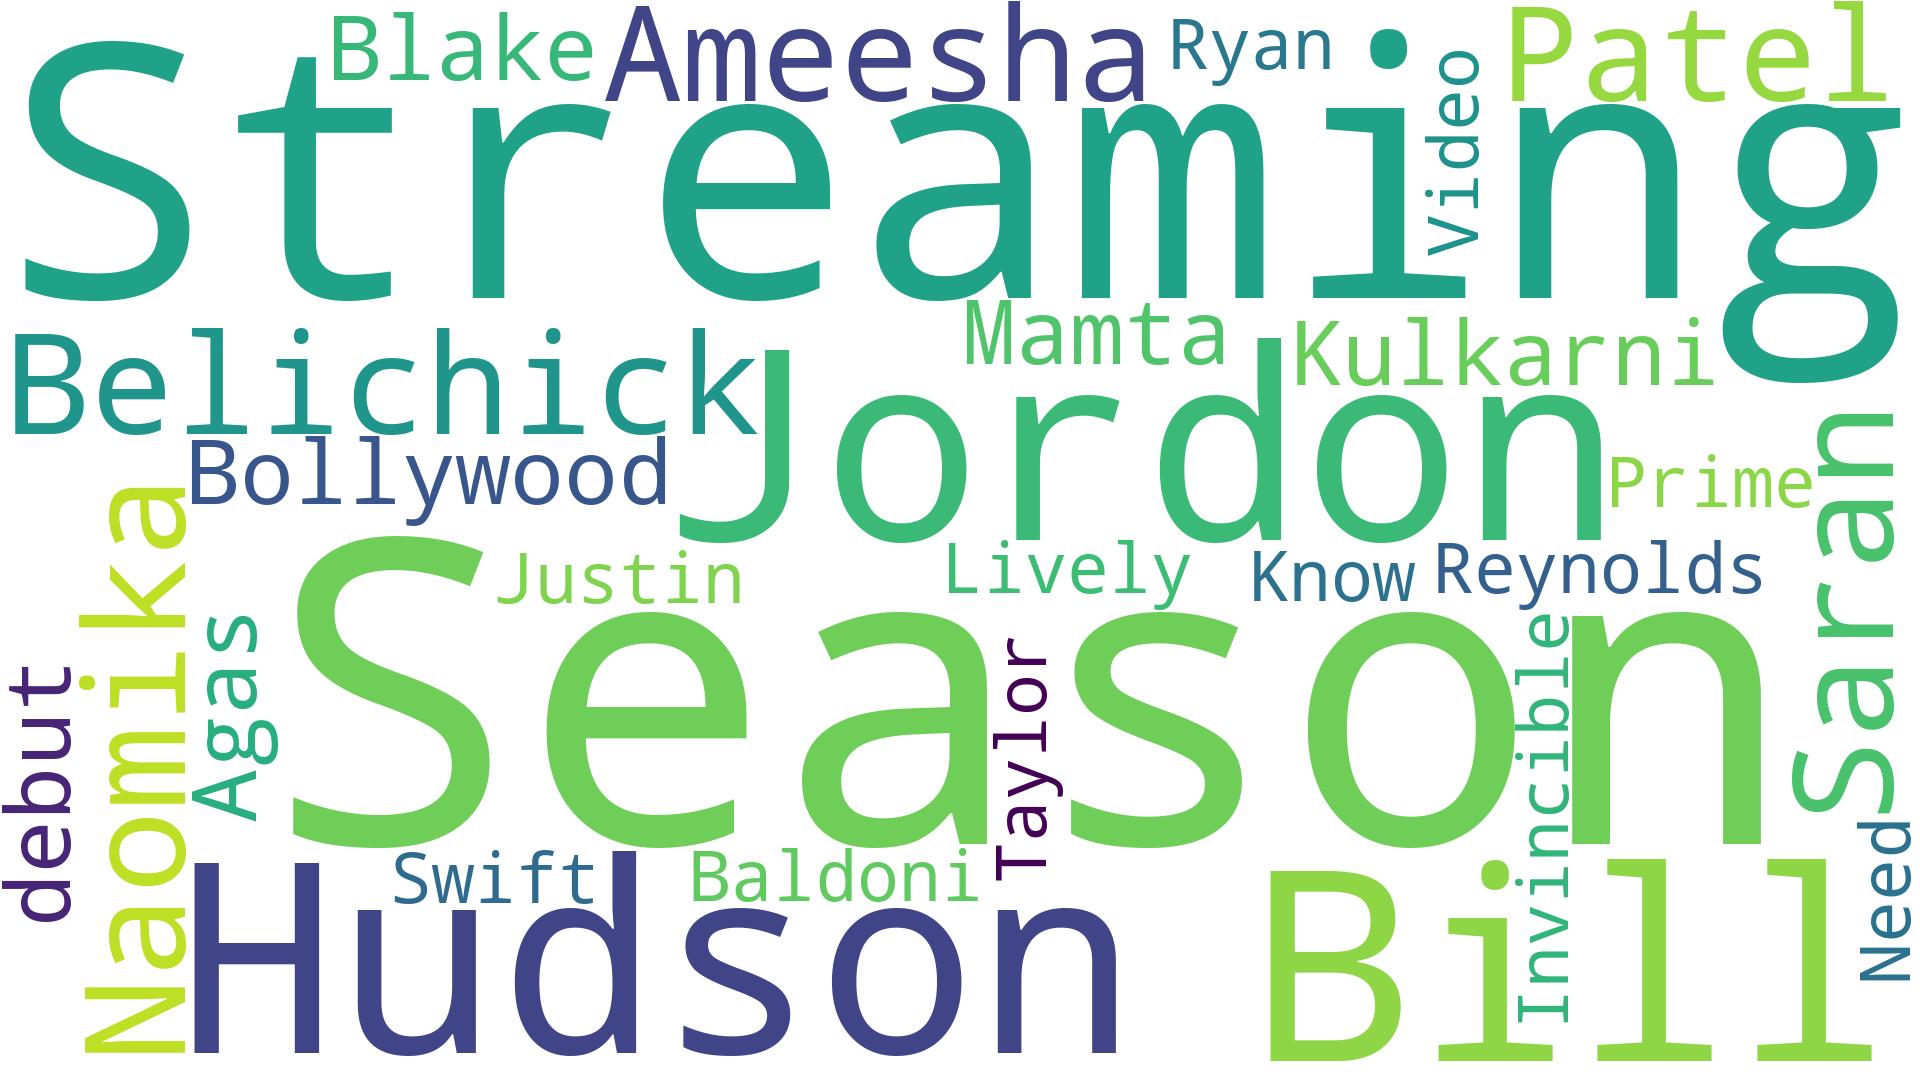 Streaming
Blake
Ameesha
Ryan
Video
Patel
Belichick
Mamta
Kulkarni
Jordon
Bollywood
Prime
Saran
Naomika
Justin
Lively
Know
Reynolds
Season
Agas
debut
Taylor
Invincible
Need
Swift
Baldoni
Hudson
Bill